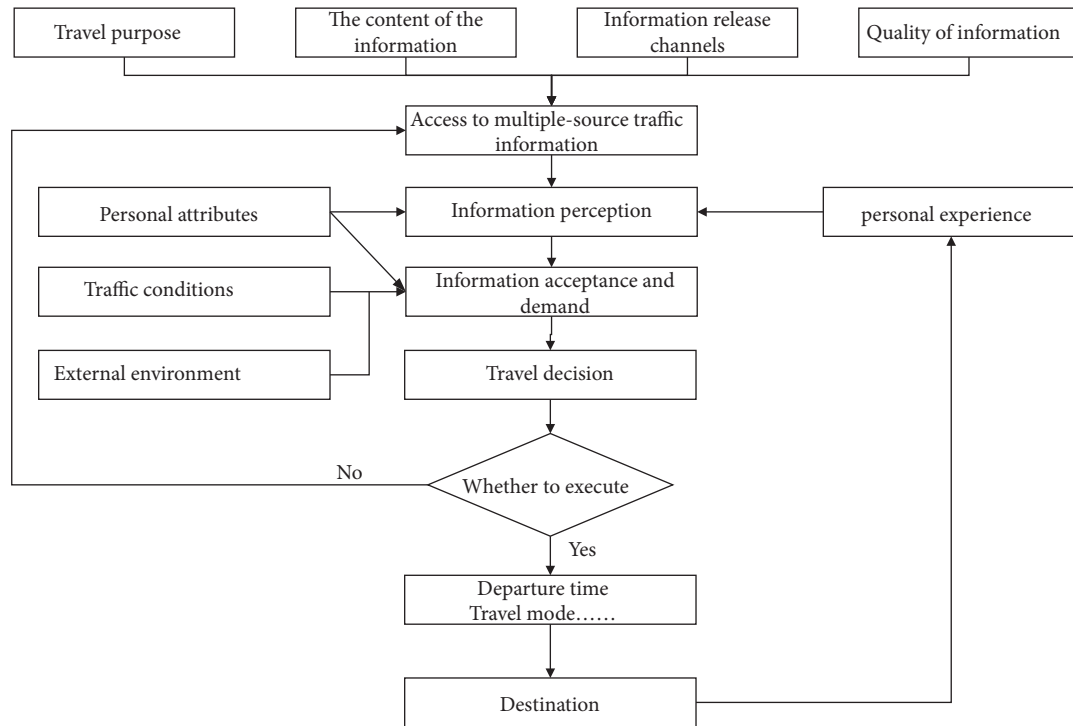 Travel purpose
The content of the
information
Information release
channels
Quality of information
Access to multiple-source traffic
information
Personal attributes
Information perception
personal experience
Traffic conditions
Information acceptance and
demand
External environment
Travel decision
No
Whether to execute
Yes
Departure time
Travel mode……
Destination